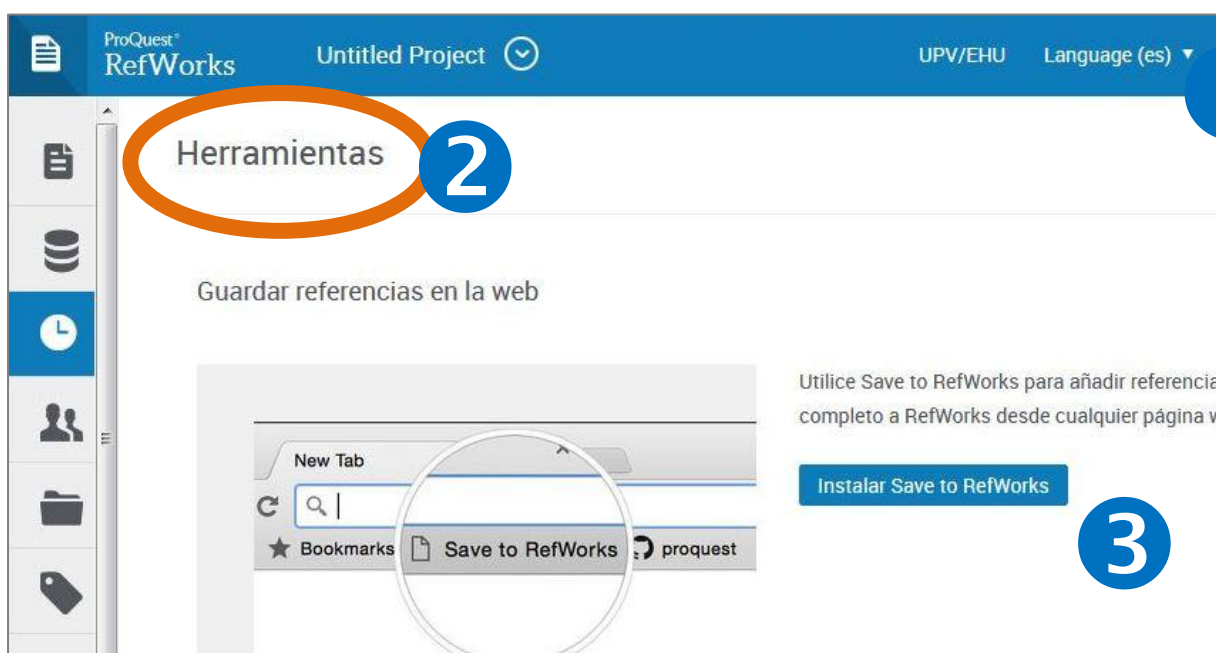 ProQuest°
RefWorks
Untitled Project
UPV/EHU
Language (es)
Herramientas
2
Guardar referencias en la web
Utilice Save to RefWorks para añadir
completo a RefWorks desde cualquier página
New Tab
Instalar Save to RefWorks
Bookmarks
Save to RefWorks
proquest
3